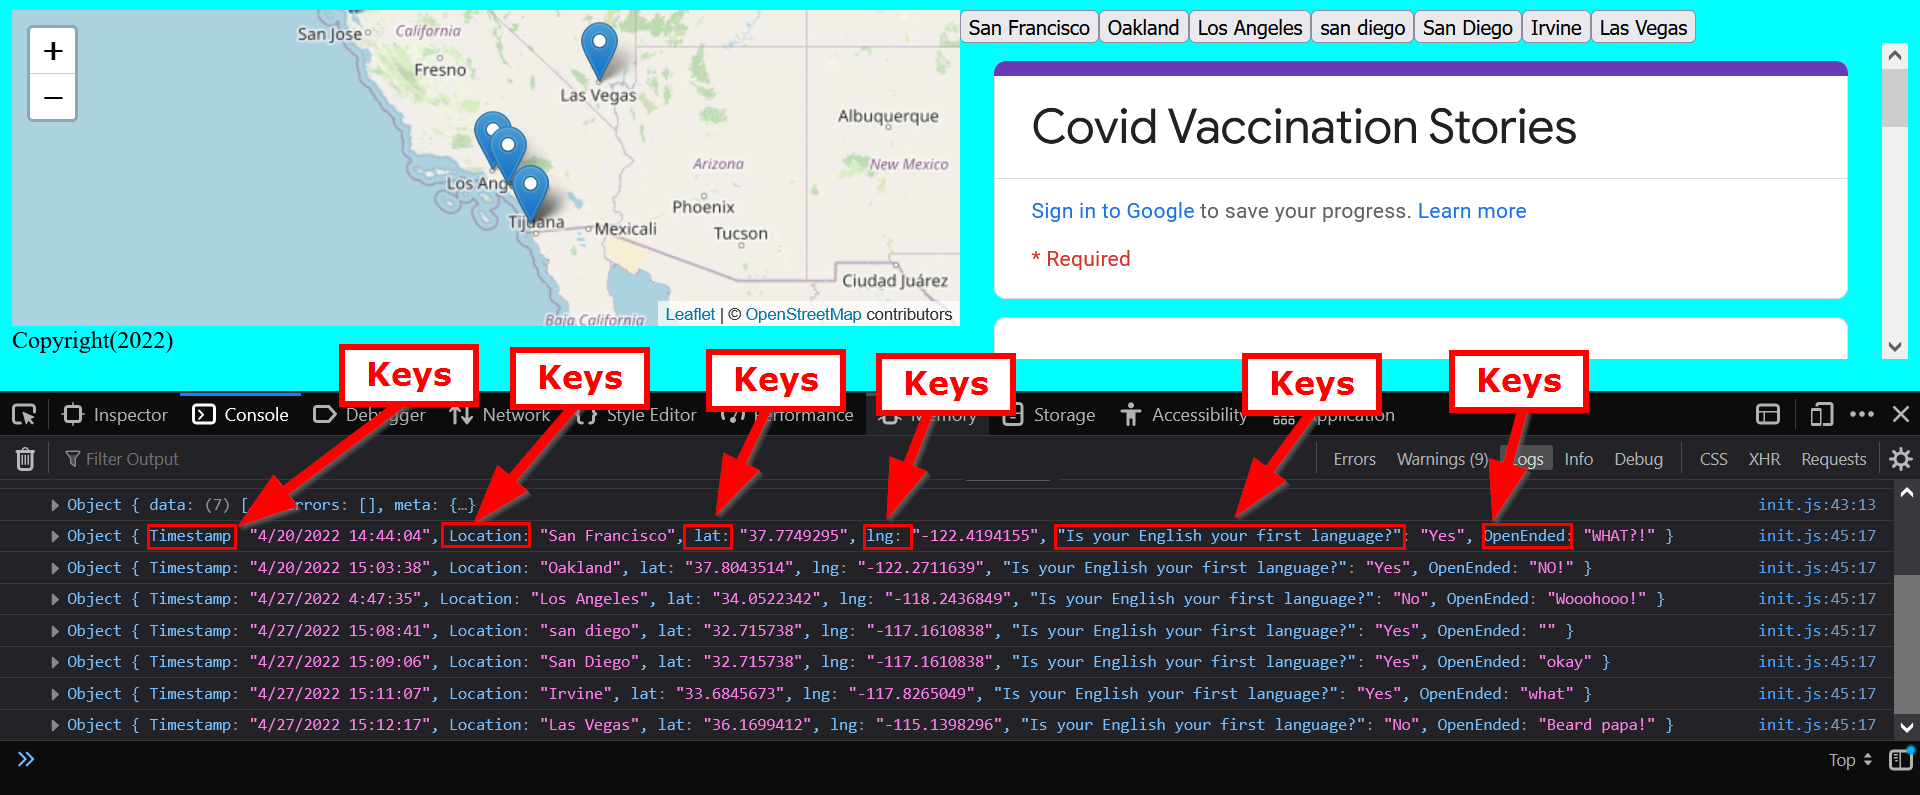 San Francisco Oakland Los Angeles san diego San Diego Irvine Las Vegas
+
−
San Jose
California
Fresno
Las Vegas
Albuquerque
Arizona
New Mexico
Los Ang
Phoenix
Tijuana
Mexicali
Tucson
Ciudad Juárez
Baja California
Leaflet | © OpenStreetMap contributors
Copyright(2022)
Covid Vaccination Stories
Sign in to Google to save your progress. Learn more
* Required
Keys Keys Keys Keys Keys Keys
Inspector Console Debugger Network Style Editor Performance Memory Storage Accessibility Application
Filter Output Errors Warnings (9) Logs Info Debug CSS XHR Requests
Object { data: (7) [ errors: [], meta: {…} init.js:43:13
Object { Timestamp "4/20/2022 14:44:04", Location: "San Francisco", lat: "37.7749295", lng: "-122.4194155", "Is your English your first language?": "Yes", OpenEnded: "WHAT?!" } init.js:45:17
Object { Timestamp: "4/20/2022 15:03:38", Location: "Oakland", lat: "37.8043514", lng: "-122.2711639", "Is your English your first language?": "Yes", OpenEnded: "NO!" } init.js:45:17
Object { Timestamp: "4/27/2022 4:47:35", Location: "Los Angeles", lat: "34.0522342", lng: "-118.2436849", "Is your English your first language?": "No", OpenEnded: "Wooohooo!" } init.js:45:17
Object { Timestamp: "4/27/2022 15:08:41", Location: "san diego", lat: "32.715738", lng: "-117.1610838", "Is your English your first language?": "Yes", OpenEnded: "" } init.js:45:17
Object { Timestamp: "4/27/2022 15:09:06", Location: "San Diego", lat: "32.715738", lng: "-117.1610838", "Is your English your first language?": "Yes", OpenEnded: "okay" } init.js:45:17
Object { Timestamp: "4/27/2022 15:11:07", Location: "Irvine", lat: "33.6845673", lng: "-117.8265049", "Is your English your first language?": "Yes", OpenEnded: "what" } init.js:45:17
Object { Timestamp: "4/27/2022 15:12:17", Location: "Las Vegas", lat: "36.1699412", lng: "-115.1398296", "Is your English your first language?": "No", OpenEnded: "Beard papa!" } init.js:45:17
Top